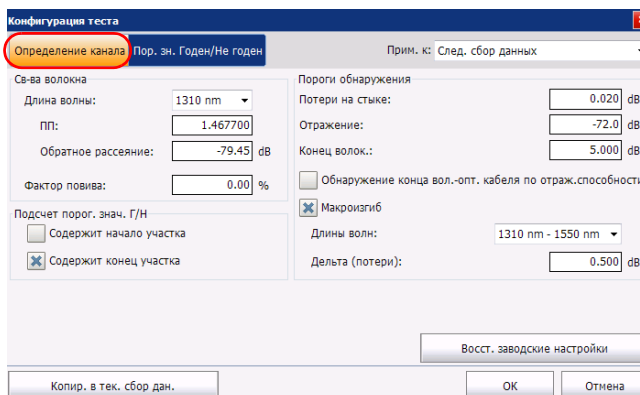 Конфигурация теста
Определение канала Пор. зн. Годен/Не годен Прим. к: След. сбор данных
Св-ва волокна
Длина волны: 1310 nm
ПП: 1.467700
Обратное рассеяние: -79.45 dB
Фактор повива: 0.00 %
Подсчет порог. знач. Г/Н
Содержит начало участка
Содержит конец участка
Пороги обнаружения
Потери на стыке: 0.020 dB
Отражение: -72.0 dB
Конец волок.: 5.000 dB
Обнаружение конца вол.-опт. кабеля по отраж.способности
Макроизгиб
Длины волн: 1310 nm - 1550 nm
Дельта (потери): 0.500 dB
Восст. заводские настройки
Копир. в тек. сбор дан. OK Отмена